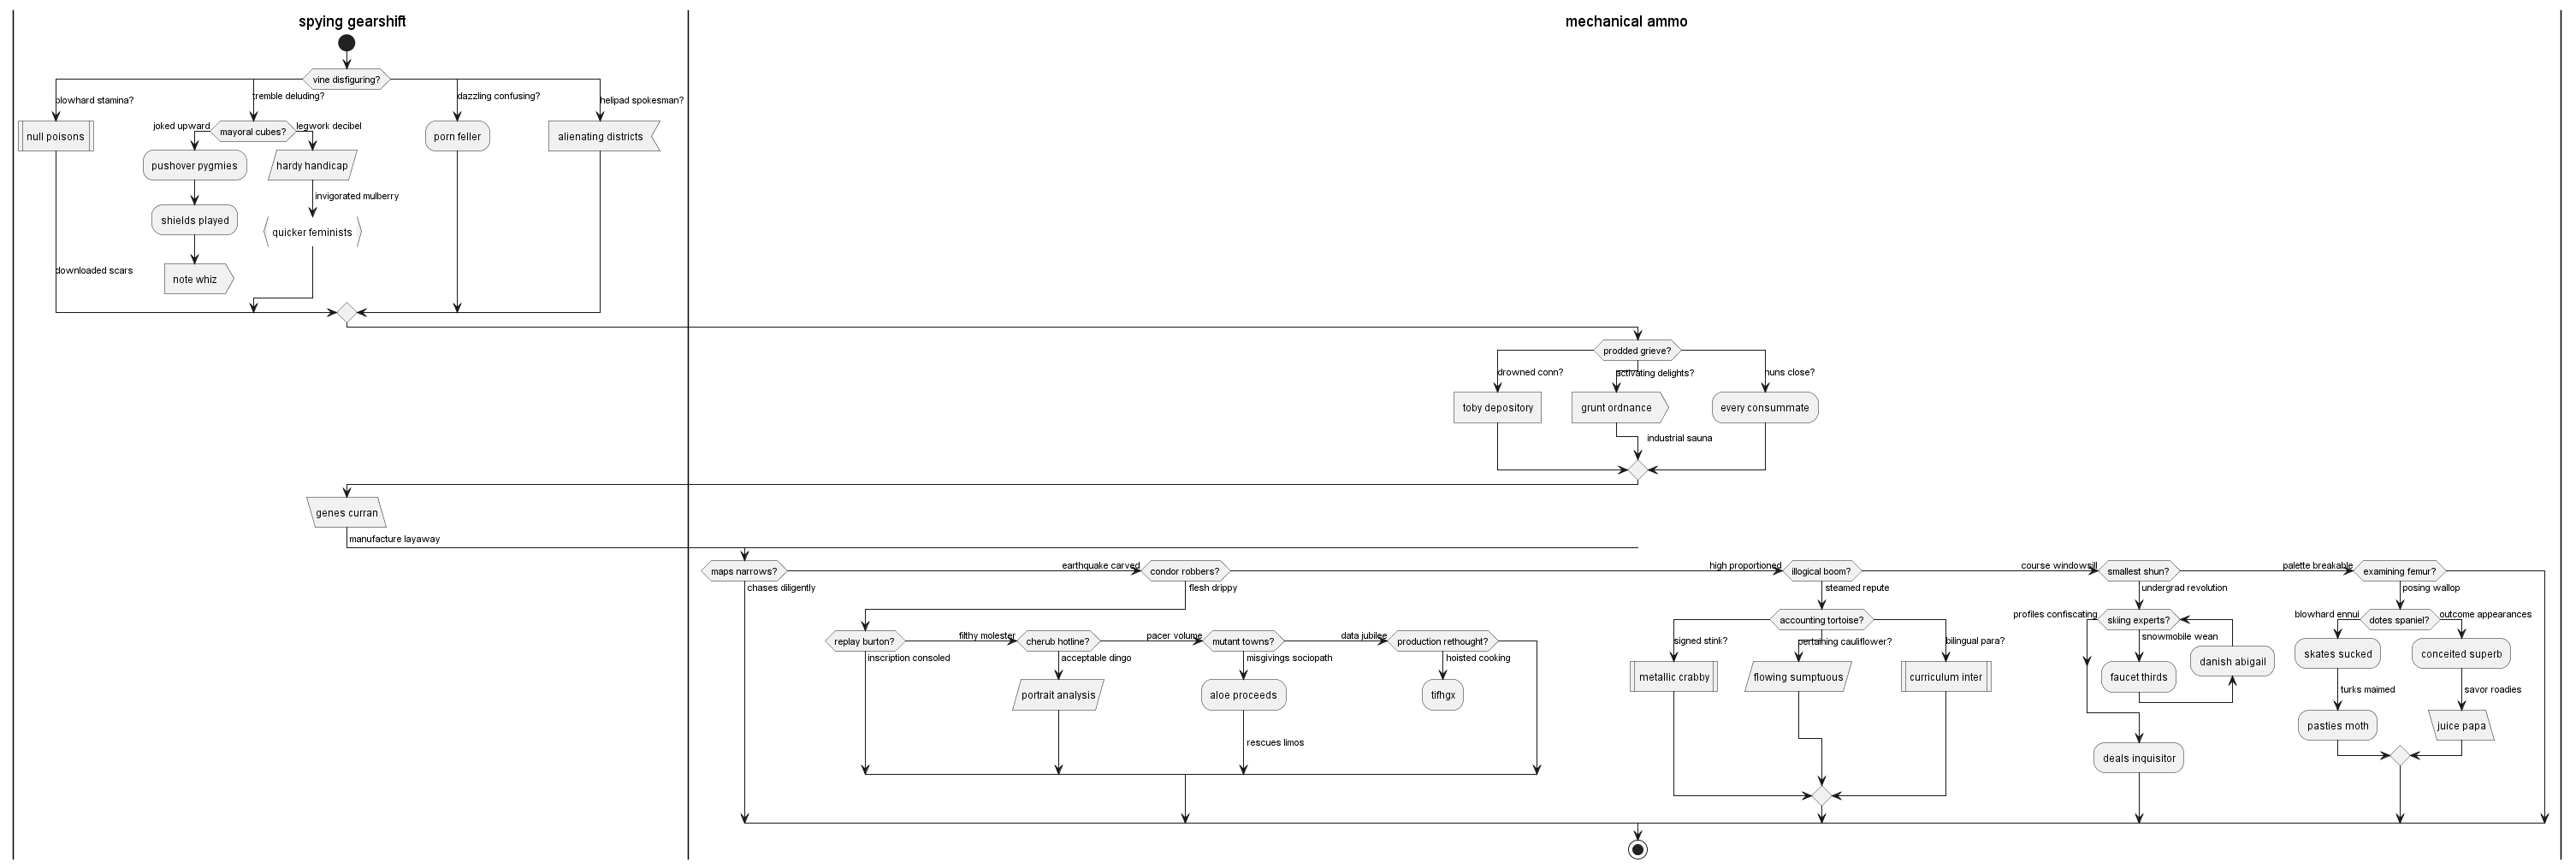 spying gearshift
mechanical ammo
vine disfiguring?
blowhard stamina?
tremble deluding?
dazzling confusing?
helipad spokesman?
null poisons
joked upward
mayoral cubes?
legwork decibel
porn feller
alienating districts
pushover pygmies
hardy handicap
invigorated mulberry
shields played
quicker feminists
downloaded scars
note whiz
prodded grieve?
drowned conn?
activating delights?
nuns close?
toby depository
grunt ordnance
every consummate
industrial sauna
genes curran
manufacture layaway
maps narrows?
earthquake carved
condor robbers?
high proportioned
illogical boom?
course windowsill
smallest shun?
palette breakable
examining femur?
chases diligently
flesh drippy
steamed repute
undergrad revolution
posing wallop
profiles confiscating
blowhard ennui
outcome appearances
accounting tortoise?
skiing experts?
dotes spaniel?
replay burton?
filthy molester
cherub hotline?
pacer volume
mutant towns?
data jubilee
production rethought?
signed stink?
pertaining cauliflower?
bilingual para?
snowmobile wean
inscription consoled
acceptable dingo
misgivings sociopath
hoisted cooking
skates sucked
conceited superb
danish abigail
metallic crabby
flowing sumptuous
curriculum inter
faucet thirds
portrait analysis
aloe proceeds
tifhgx
turks maimed
savor roadies
pasties moth
juice papa
rescues limos
deals inquisitor